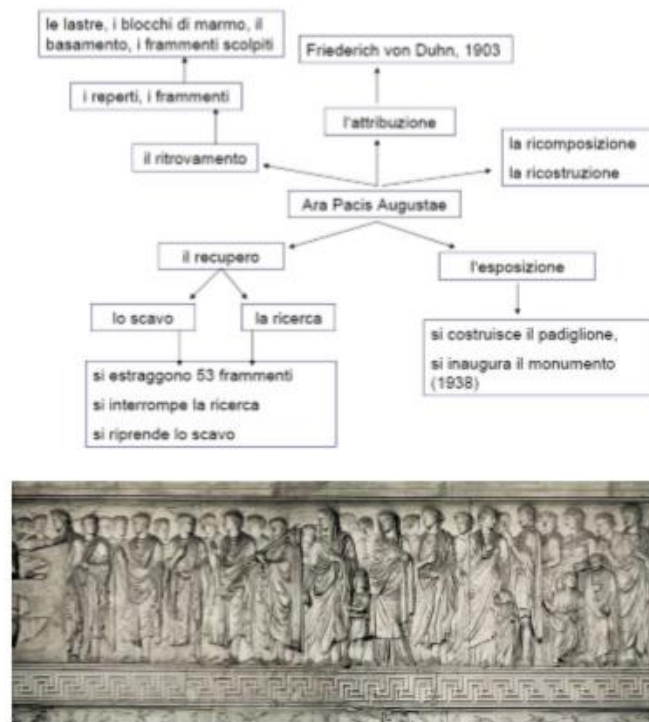 le lastre, i blocchi di marmo, il
basamento, i frammenti scolpiti
Friederich von Duhn, 1903
i reperti, i frammenti
l'attribuzione
il ritrovamento
la ricomposizione
la ricostruzione
Ara Pacis Augustae
il recupero
l'esposizione
lo scavo
la ricerca
si costruisce il padiglione,
si inaugura il monumento
(1938)
si estraggono 53 frammenti
si interrompe la ricerca
si riprende lo scavo